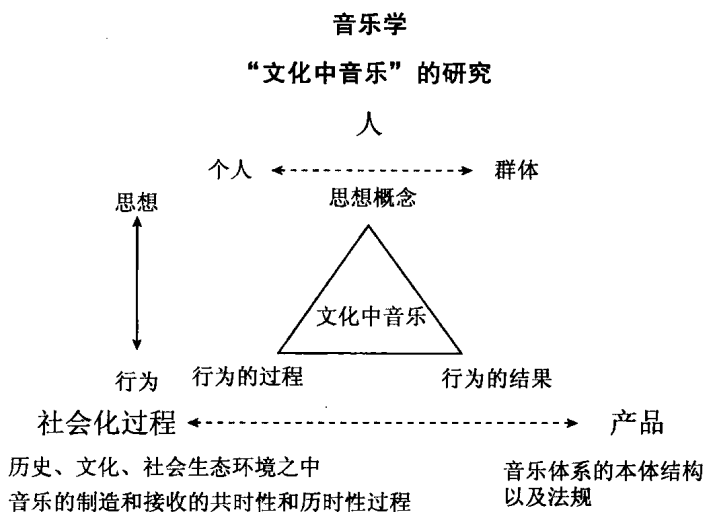 音乐学
“文化中音乐”的研究
人
个人 群体
思想 思想概念
文化中音乐
行为 行为的过程 行为的结果
社会化过程 产品
历史、文化、社会生态环境之中
音乐的制造和接收的共时性和历时性过程
音乐体系的本体结构
以及法规